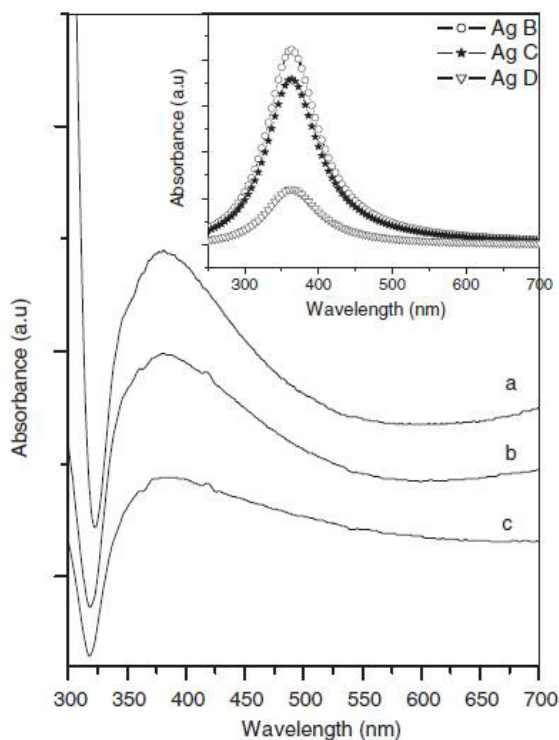 Ag B
Ag C
Ag D
Absorbance (a.u)
300 400 500 600 700
Wavelength (nm)
a
b
c
Absorbance (a.u)
300 350 400 450 500 550 600 650 700
Wavelength (nm)